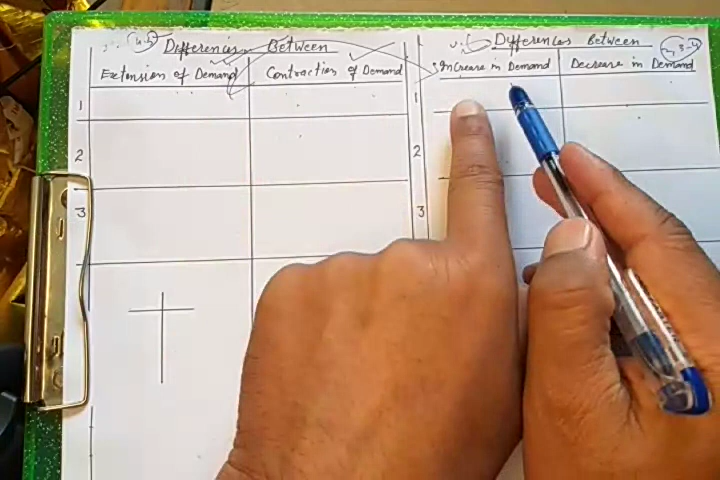 Differences Between
Extension of Demand
Contraction of Demand
1
2
3
Differences Between
Increase in Demand
Decrease in Demand
1
2
3